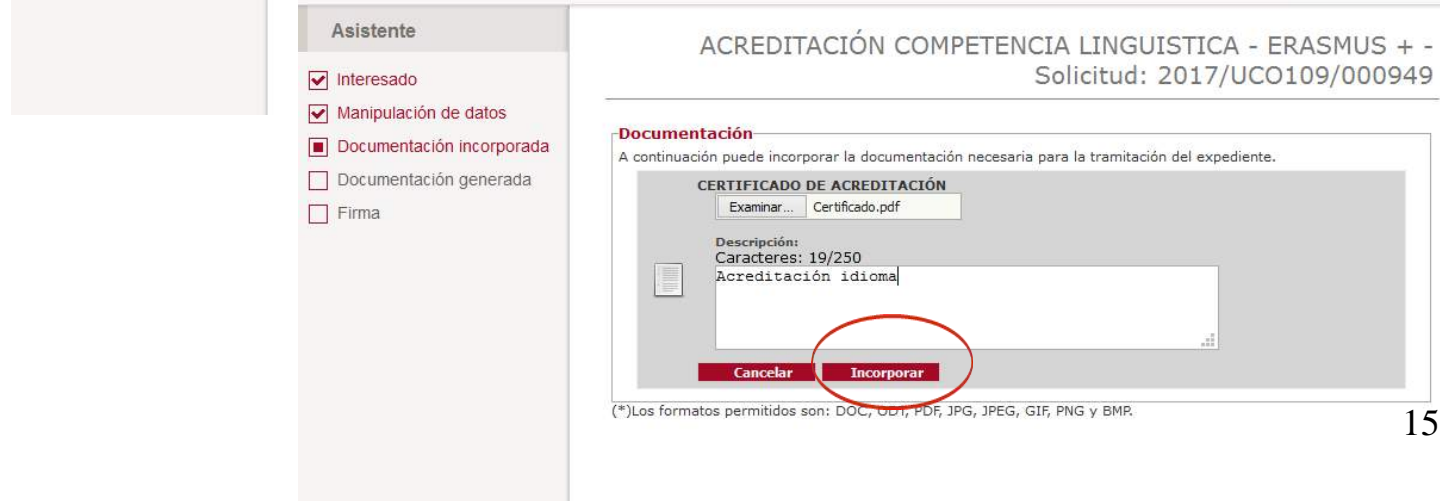 Asistente
Interesado
Manipulación de datos
Documentación incorporada
Documentación generada
Firma
ACREDITACIÓN COMPETENCIA LINGUISTICA - ERASMUS + -
Solicitud: 2017/UCO109/000949
Documentación
A continuación puede incorporar la documentación necesaria para la tramitación del expediente.
CERTIFICADO DE ACREDITACIÓN
Examinar... Certificado.pdf
Descripción:
Caracteres: 19/250
Acreditación idioma
Cancelar Incorporar
(*)Los formatos permitidos son: DOC, ODT, PDF, JPG, JPEG, GIF, PNG y BMP.
15